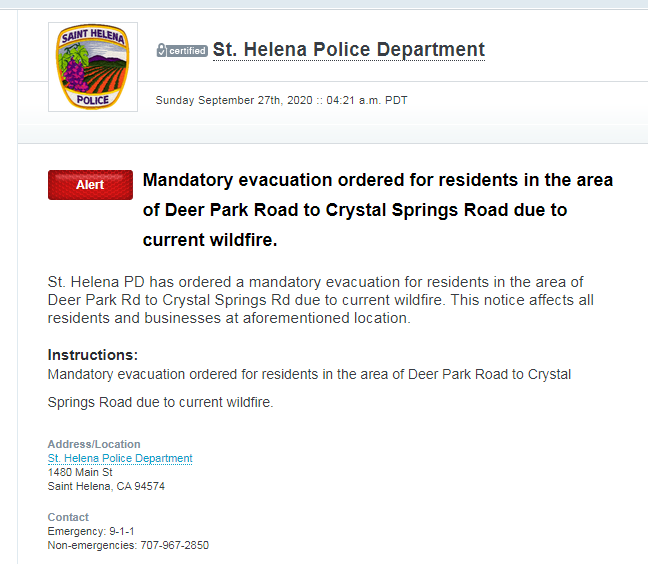 SAINT HELENA
POLICE
certified St. Helena Police Department
Sunday September 27th, 2020 :: 04:21 a.m. PDT
Alert
Mandatory evacuation ordered for residents in the area
of Deer Park Road to Crystal Springs Road due to
current wildfire.
St. Helena PD has ordered a mandatory evacuation for residents in the area of
Deer Park Rd to Crystal Springs Rd due to current wildfire. This notice affects all
residents and businesses at aforementioned location.
Instructions:
Mandatory evacuation ordered for residents in the area of Deer Park Road to Crystal
Springs Road due to current wildfire.
Address/Location
St. Helena Police Department
1480 Main St
Saint Helena, CA 94574
Contact
Emergency: 9-1-1
Non-emergencies: 707-967-2850